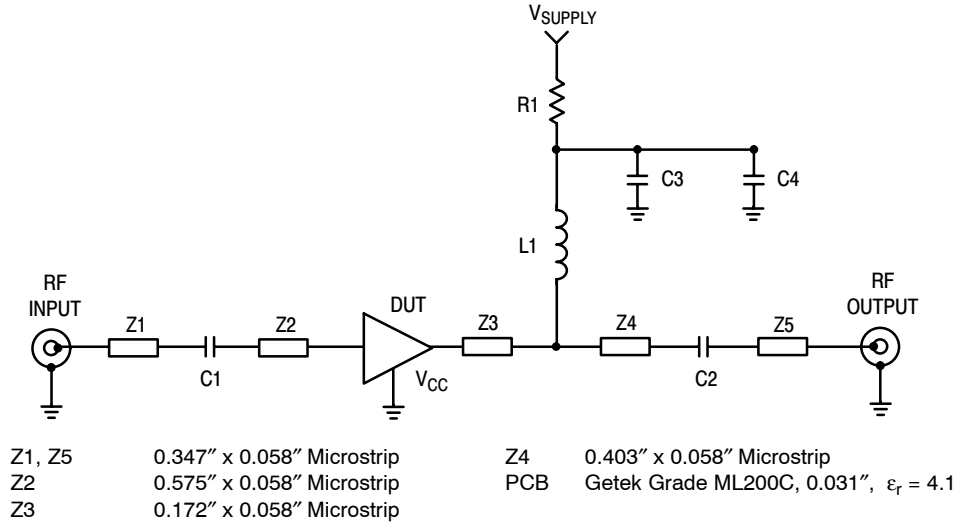 V_SUPPLY
R1
C3
C4
L1
RF
INPUT
RF
OUTPUT
DUT
Z1
Z2
Z3
Z4
Z5
C1
V_CC
C2
Z1, Z5 0.347″ x 0.058″ Microstrip
Z2 0.575″ x 0.058″ Microstrip
Z3 0.172″ x 0.058″ Microstrip
Z4 0.403″ x 0.058″ Microstrip
PCB Getek Grade ML200C, 0.031″, εr = 4.1